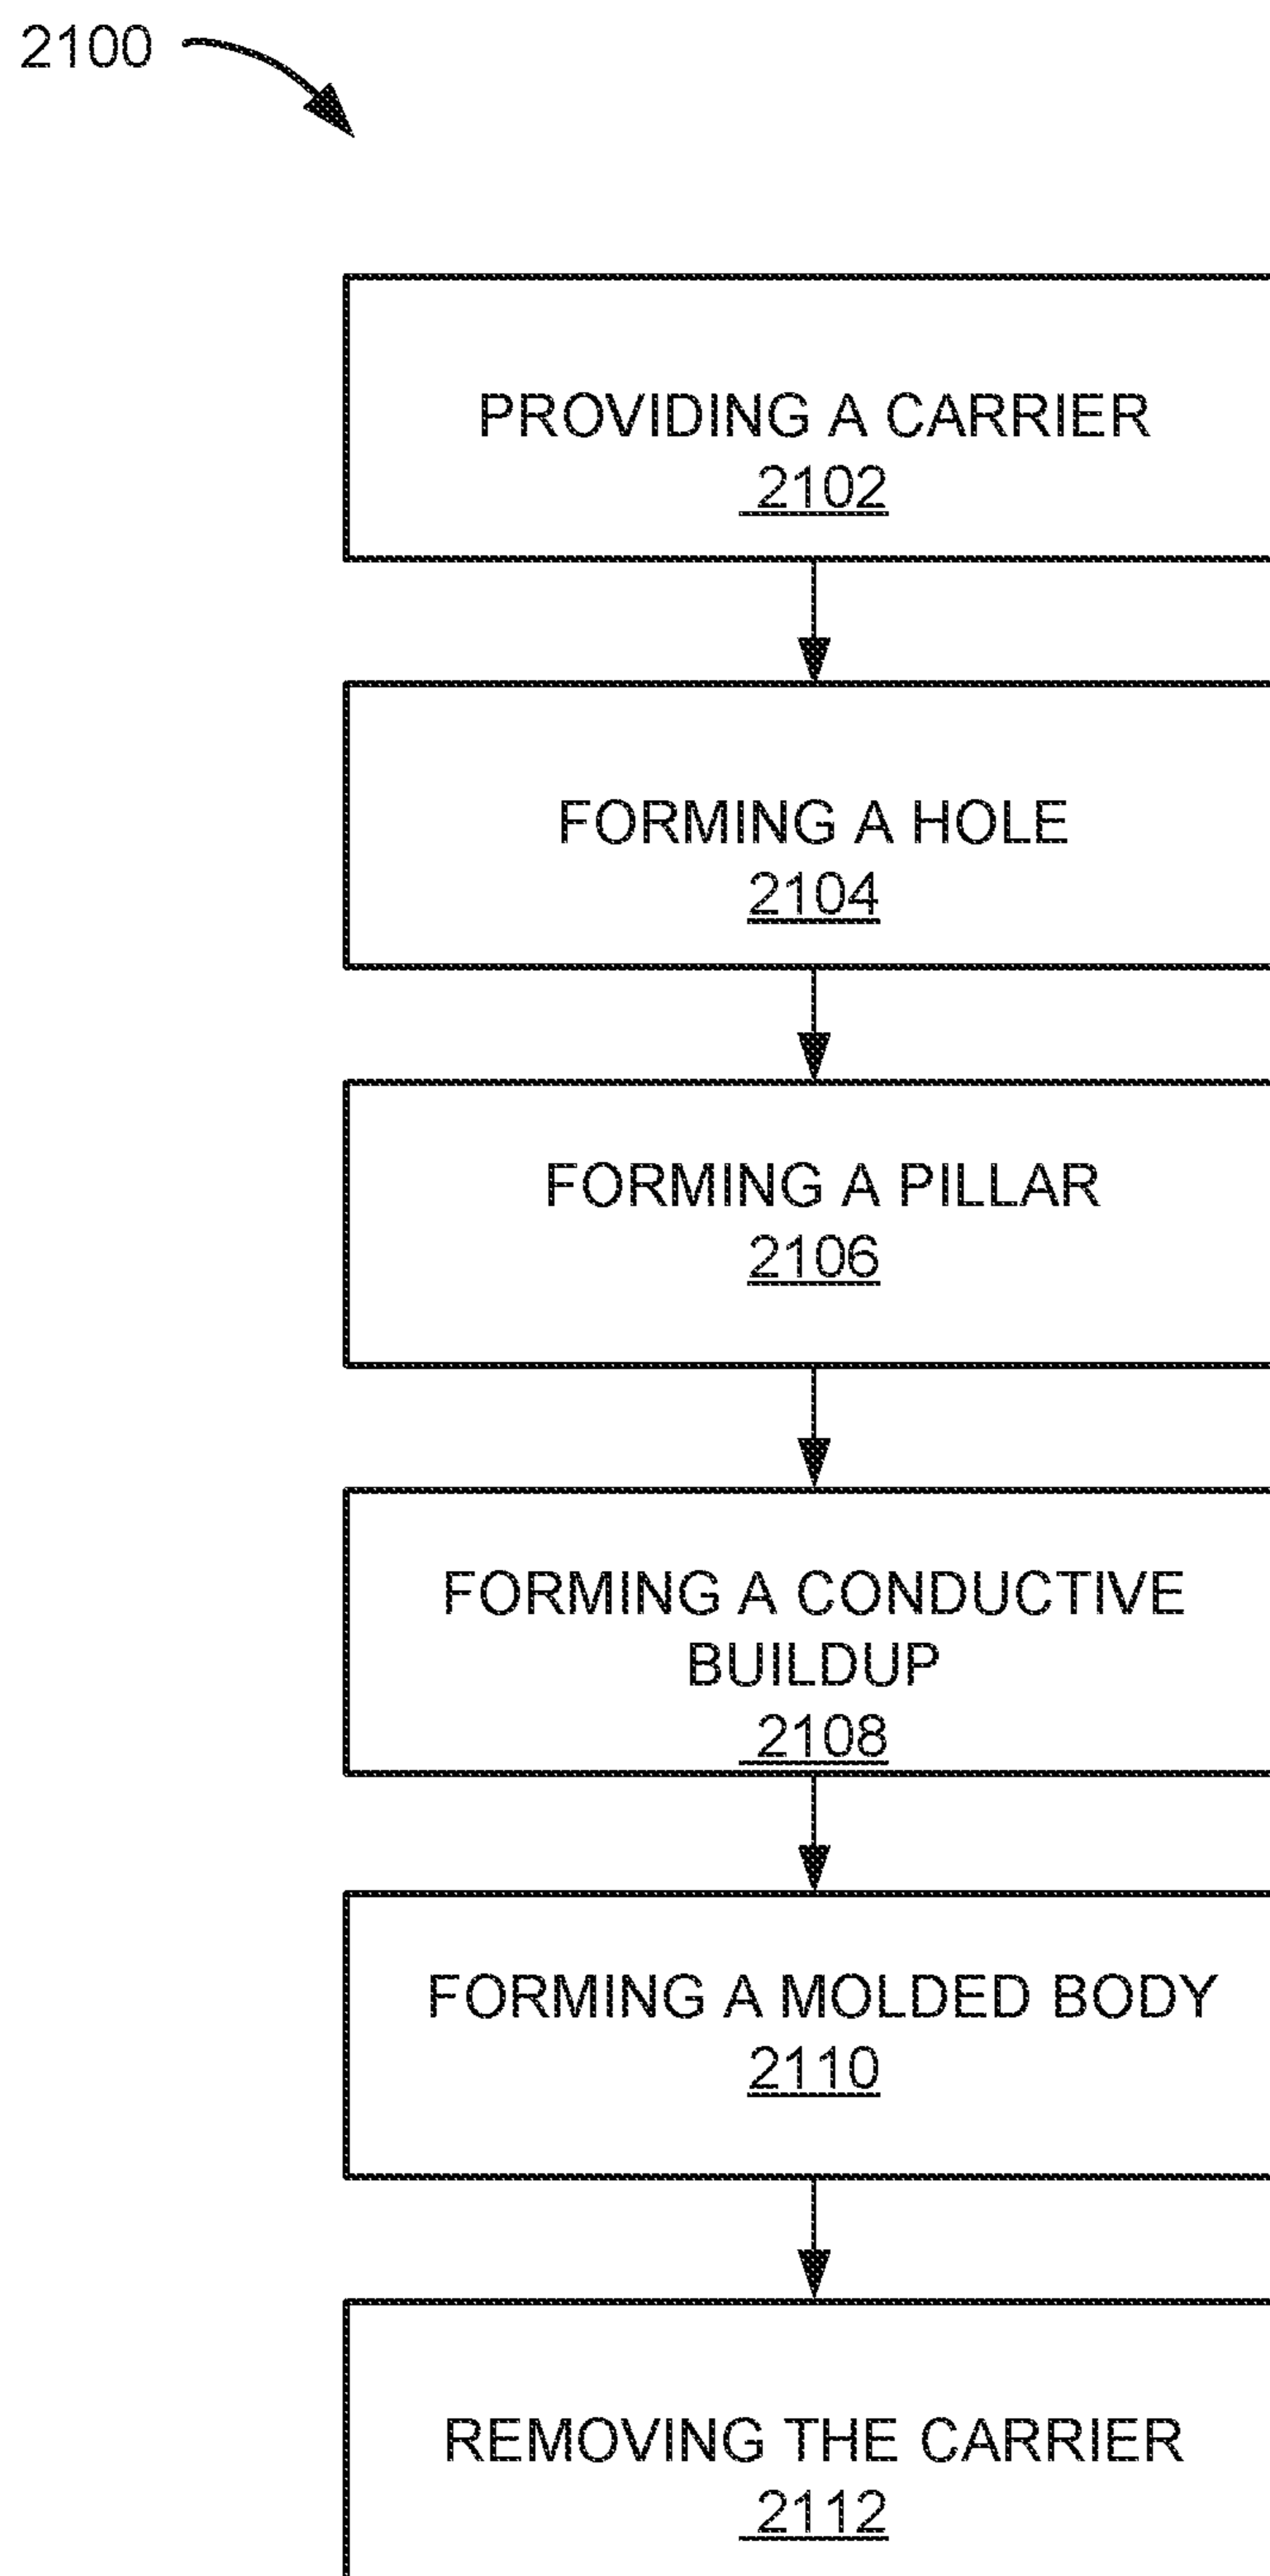 2100
PROVIDING A CARRIER
2102
FORMING A HOLE
2104
FORMING A PILLAR
2106
FORMING A CONDUCTIVE
BUILDUP
2108
FORMING A MOLDED BODY
2110
REMOVING THE CARRIER
2112